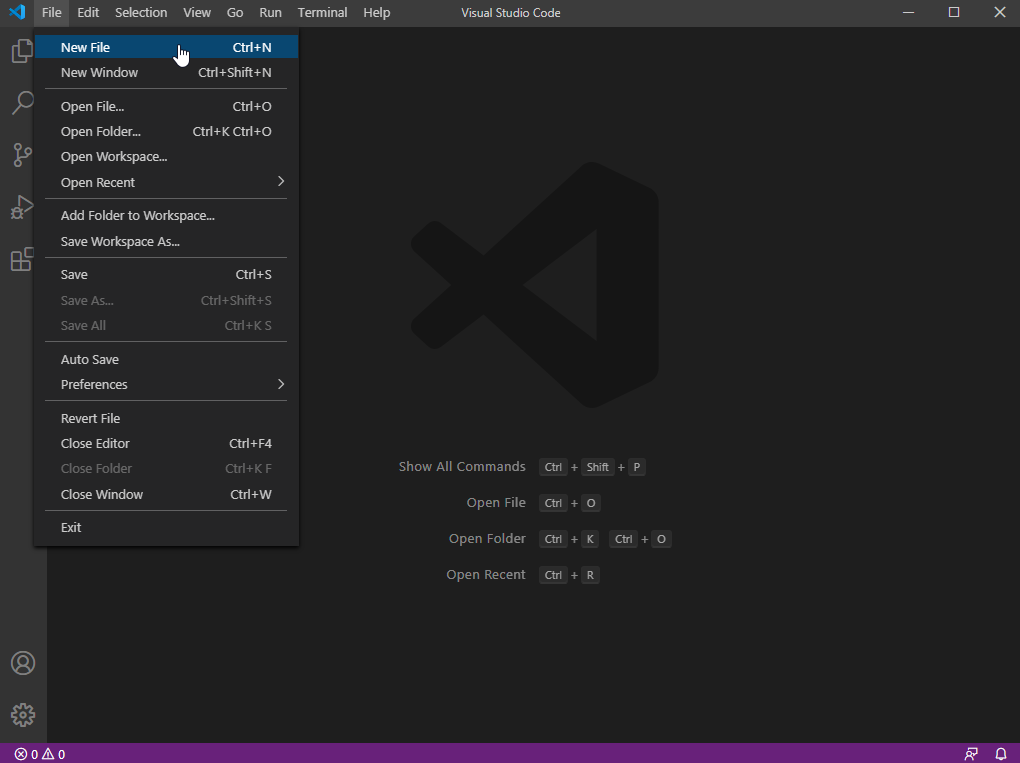 File Edit Selection View Go Run Terminal Help Visual Studio Code
New File Ctrl+N
New Window Ctrl+Shift+N
Open File... Ctrl+O
Open Folder... Ctrl+K Ctrl+O
Open Workspace...
Open Recent
Add Folder to Workspace...
Save Workspace As...
Save Ctrl+S
Save As... Ctrl+Shift+S
Save All Ctrl+K S
Auto Save
Preferences
Revert File
Close Editor Ctrl+F4
Close Folder Ctrl+K F
Close Window Ctrl+W
Exit
Show All Commands Ctrl + Shift + P
Open File Ctrl + O
Open Folder Ctrl + K Ctrl + O
Open Recent Ctrl + R
0 0